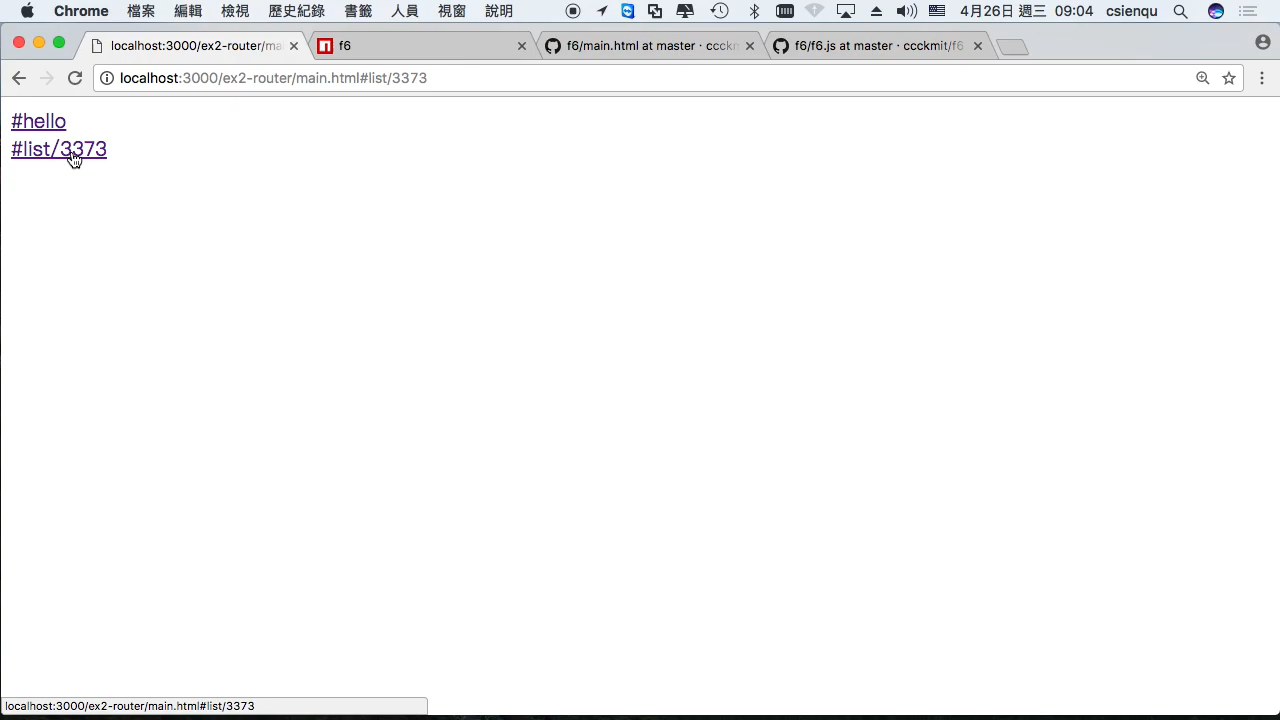 Chrome 檔案 編輯 檢視 歷史紀錄 書籤 人員 視窗 說明 4月26日 週三 09:04 csienqu
localhost:3000/ex2-router/ma f6 f6/main.html at master · ccckm f6/f6.js at master · ccckmit/f6
localhost:3000/ex2-router/main.html#list/3373
#hello
#list/3373
localhost:3000/ex2-router/main.html#list/3373